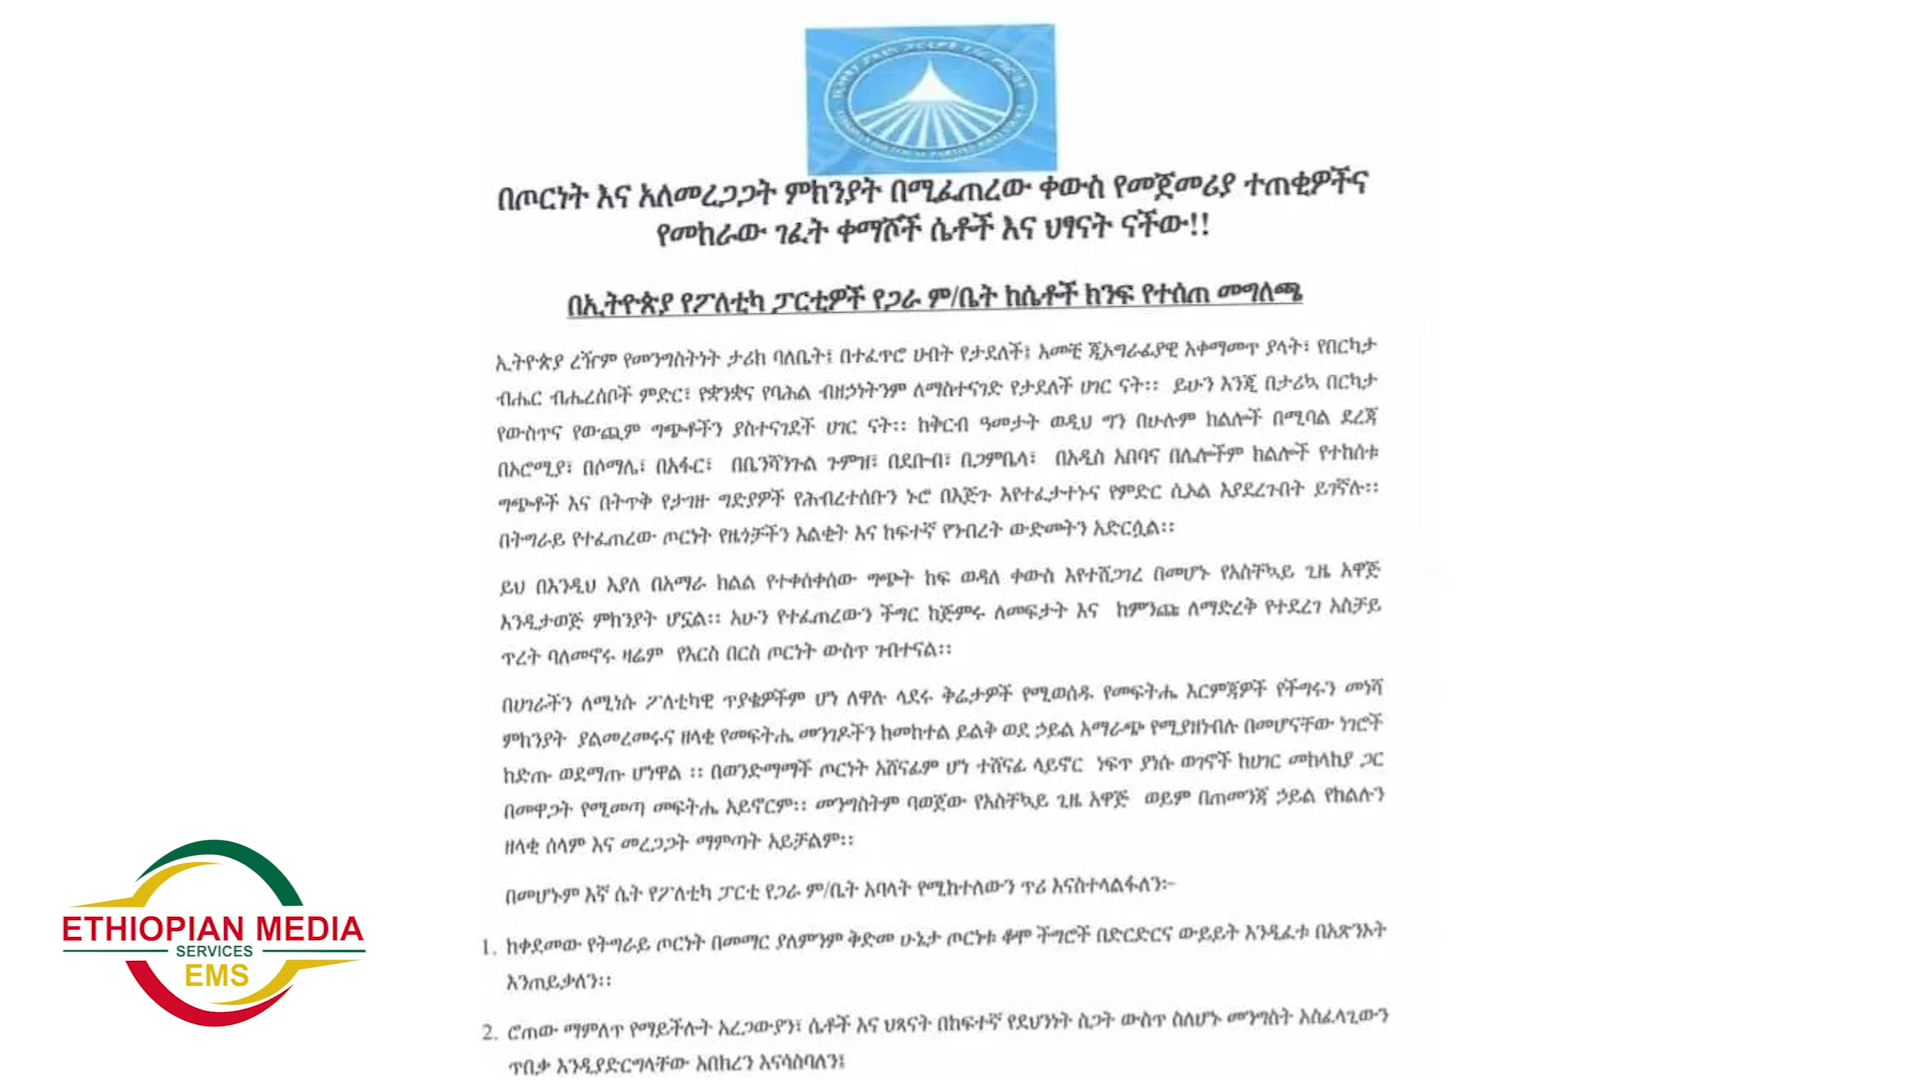 በጦርነት እና አለመረጋጋት ምክንያት በሚፈጠረው ቀውስ የመጀመሪያ ተጠቂዎችና
የመከራው ገፈት ቀማሾች ሴቶች እና ህፃናት ናቸው!!
በኢትዮጵያ የፖለቲካ ፓርቲዎች የጋራ ም/ቤት ከሴቶች ክንፍ የተሰጠ መግለጫ
ኢትዮጵያ ረዥም የመንግስትነት ታሪክ ባለቤት፤ በተፈጥሮ ሀብት የታደለች፤ አመቺ ጂኦግራፊያዊ አቀማመጥ ያላት፣ የበርካታ
ብሔር ብሔረሰቦች ምድር፣ የቋንቋና የባሕል ብዘኃነትንም ለማስተናገድ የታደለች ሀገር ናት፡፡ ይሁን እንጂ በታሪኳ በርካታ
የውስጥና የውጪም ግጭቶችን ያስተናገደች ሀገር ናት፡፡ ከቅርብ ዓመታት ወዲህ ግን በሁሉም ክልሎች በሚባል ደረጃ
በኦሮሚያ፣ በሶማሌ፣ በአፋር፣ በቤንሻንጉል ጉምዝ፣ በደቡብ፣ በጋምቤላ፣ በአዲስ አበባና በሌሎችም ክልሎች የተከሰቱ
ግጭቶች እና በትጥቅ የታገዙ ግድያዎች የሕብረተሰቡን ኑሮ በእጅጉ እየተፈታተኑና የምድር ሲኦል እያደረጉበት ይገኛሉ፡፡
በትግራይ የተፈጠረው ጦርነት የዜጎቻችን እልቂት እና ከፍተኛ የንብረት ውድመትን አድርሷል፡፡
ይህ በእንዲህ እያለ በአማራ ክልል የተቀሰቀሰው ግጭት ከፍ ወዳለ ቀውስ እየተሸጋገረ በመሆኑ የአስቸኳይ ጊዜ አዋጅ
እንዲታወጅ ምክንያት ሆኗል፡፡ አሁን የተፈጠረውን ችግር ከጅምሩ ለመፍታት እና ከምንጩ ለማድረቅ የተደረገ አስቻይ
ጥረት ባለመኖሩ ዛሬም የእርስ በርስ ጦርነት ውስጥ ገብተናል፡፡
በሀገራችን ለሚነሱ ፖለቲካዊ ጥያቄዎችም ሆነ ለዋሉ ላደሩ ቅሬታዎች የሚወሰዱ የመፍትሔ እርምጃዎች የችግሩን መነሻ
ምክንያት ያልመረመሩና ዘላቂ የመፍትሔ መንገዶችን ከመከተል ይልቅ ወደ ኃይል አማራጭ የሚያዘነብሉ በመሆናቸው ነገሮች
ከድጡ ወደማጡ ሆነዋል ፡፡ በወንድማማች ጦርነት አሸናፊም ሆነ ተሸናፊ ላይኖር ነፍጥ ያነሱ ወገኖች ከሀገር መከላከያ ጋር
በመዋጋት የሚመጣ መፍትሔ አይኖርም፡፡ መንግስትም ባወጀው የአስቸኳይ ጊዜ አዋጅ ወይም በጠመንጃ ኃይል የክልሉን
ዘላቂ ሰላም እና መረጋጋት ማምጣት አይቻልም፡፡
በመሆኑም እኛ ሴት የፖለቲካ ፓርቲ የጋራ ም/ቤት አባላት የሚከተለውን ጥሪ እናስተላልፋለን፦
1. ከቀደመው የትግራይ ጦርነት በመማር ያለምንም ቅድመ ሁኔታ ጦርነቱ ቆሞ ችግሮች በድርድርና ውይይት እንዲፈቱ በአጽንኦት
እንጠይቃለን፡፡
2. ሮጠው ማምለጥ የማይችሉት አረጋውያን፣ ሴቶች እና ህጻናት በከፍተኛ የደህንነት ስጋት ውስጥ ስለሆኑ መንግስት አስፈላጊውን
ጥበቃ እንዲያድርግላቸው አበክረን እናሳስባለን፤
ETHIOPIAN MEDIA
SERVICES
EMS